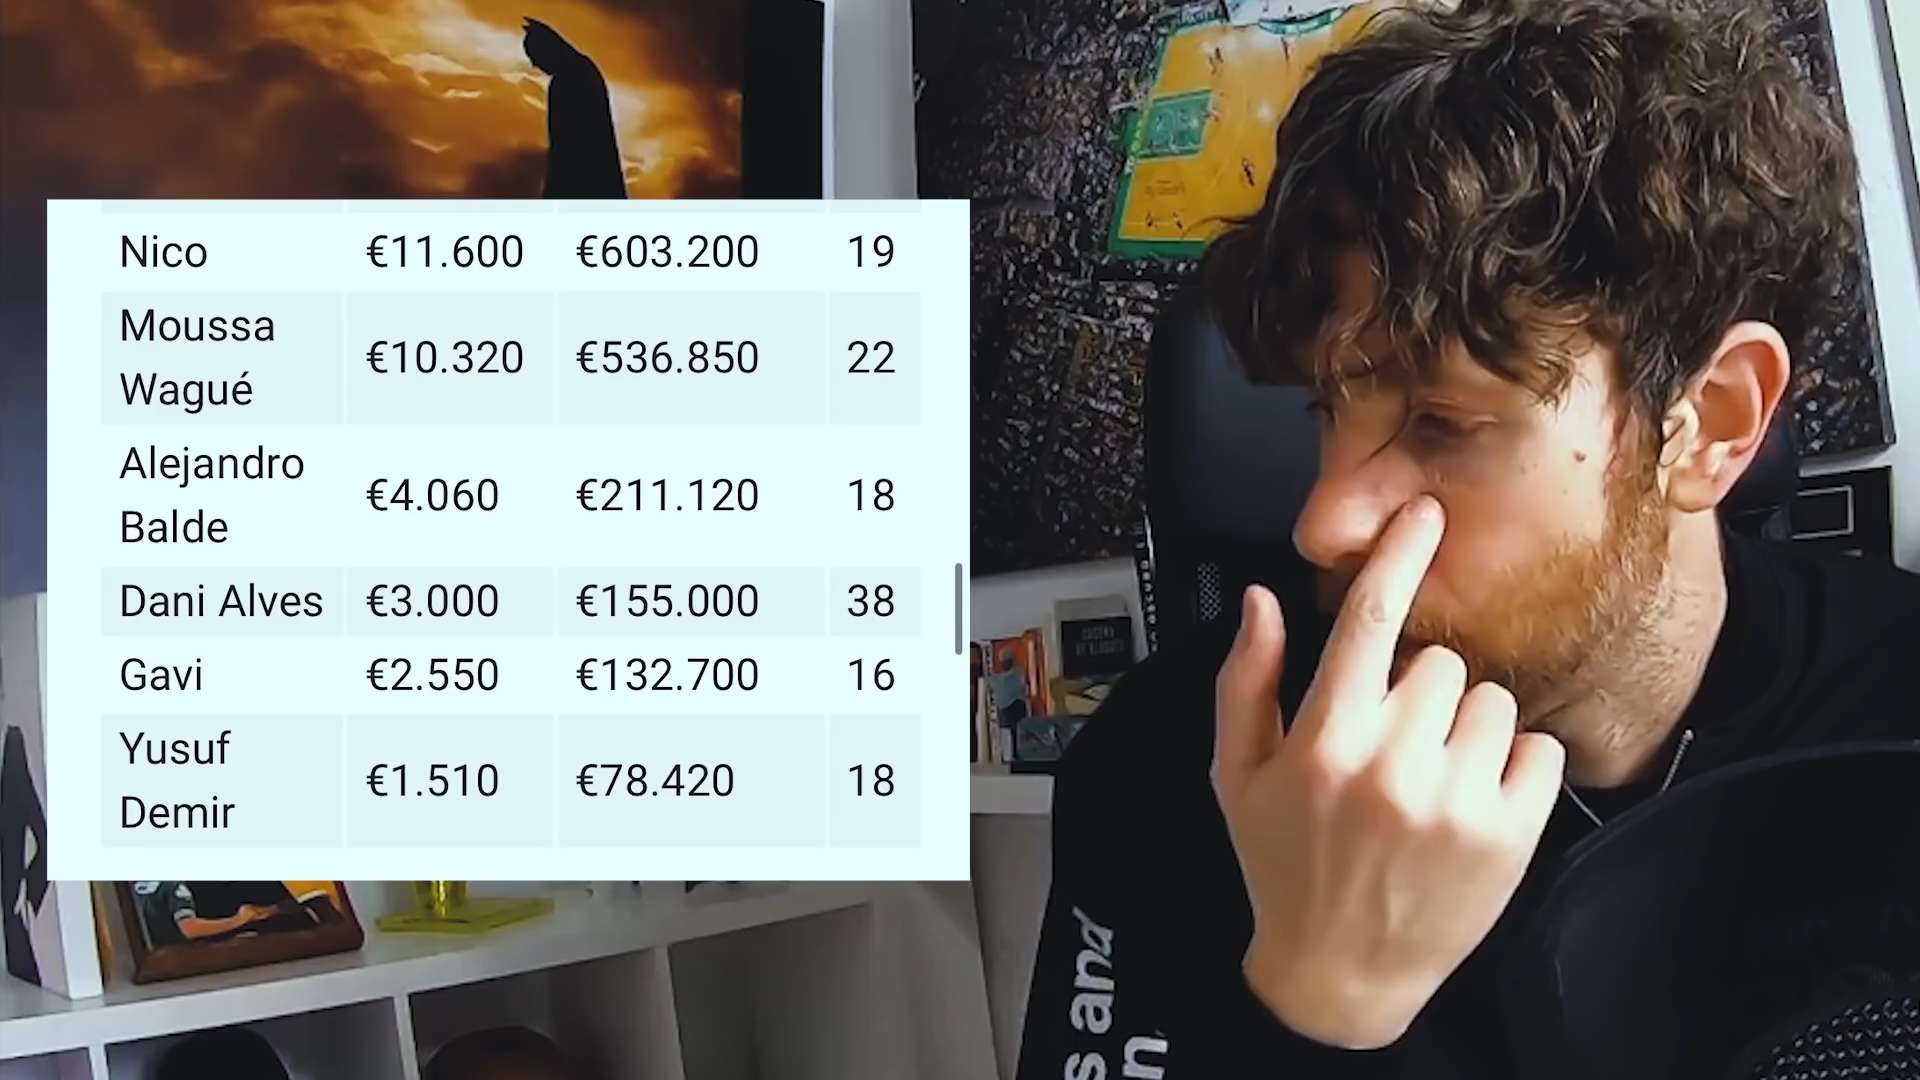 Nico €11.600 €603.200 19
Moussa
Wagué €10.320 €536.850 22
Alejandro
Balde €4.060 €211.120 18
Dani Alves €3.000 €155.000 38
Gavi €2.550 €132.700 16
Yusuf
Demir €1.510 €78.420 18
s and
n